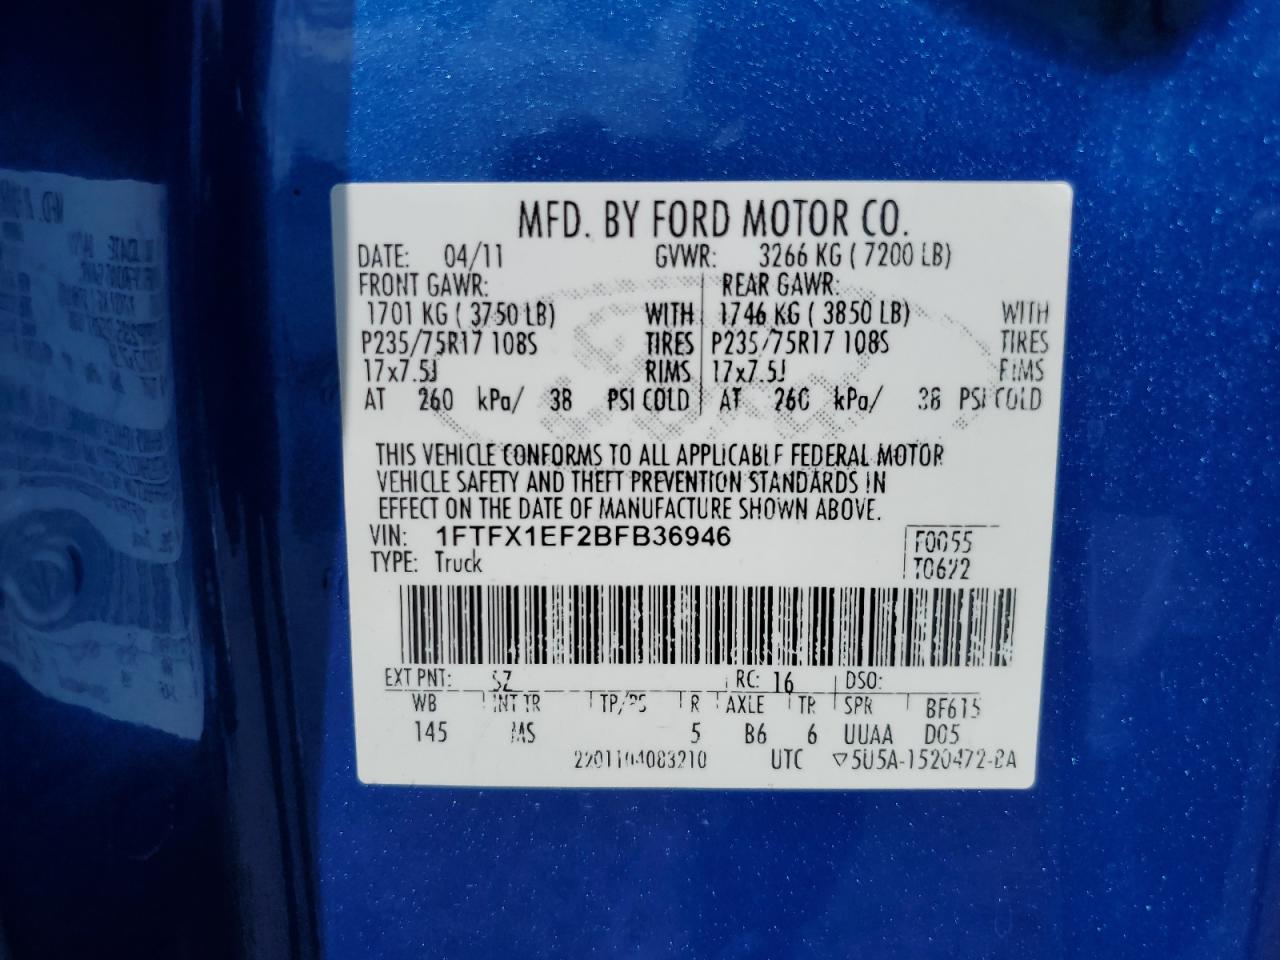 MFD. BY FORD MOTOR CO.
DATE: 04/11 GVWR: 3266 KG ( 7200 LB)
FRONT GAWR: REAR GAWR:
1701 KG ( 3750 LB) WITH 1746 KG ( 3850 LB) WITH
P235/75R17 108S TIRES P235/75R17 108S TIRES
17x7.5J RIMS 17x7.5J RIMS
AT 260 kPa/ 38 PSI COLD AT 260 kPa/ 38 PSI COLD
THIS VEHICLE CONFORMS TO ALL APPLICABLE FEDERAL MOTOR
VEHICLE SAFETY AND THEFT PREVENTION STANDARDS IN
EFFECT ON THE DATE OF MANUFACTURE SHOWN ABOVE.
VIN: 1FTFX1EF2BFB36946
TYPE: Truck
F0055
T0622
EXT PNT: SZ RC: 16 DSO:
WB INT TR TP/PS R AXLE TR SPR BF615
145 MS 5 B6 6 UUAA D05
UTC ▽5U5A-1520472-BA